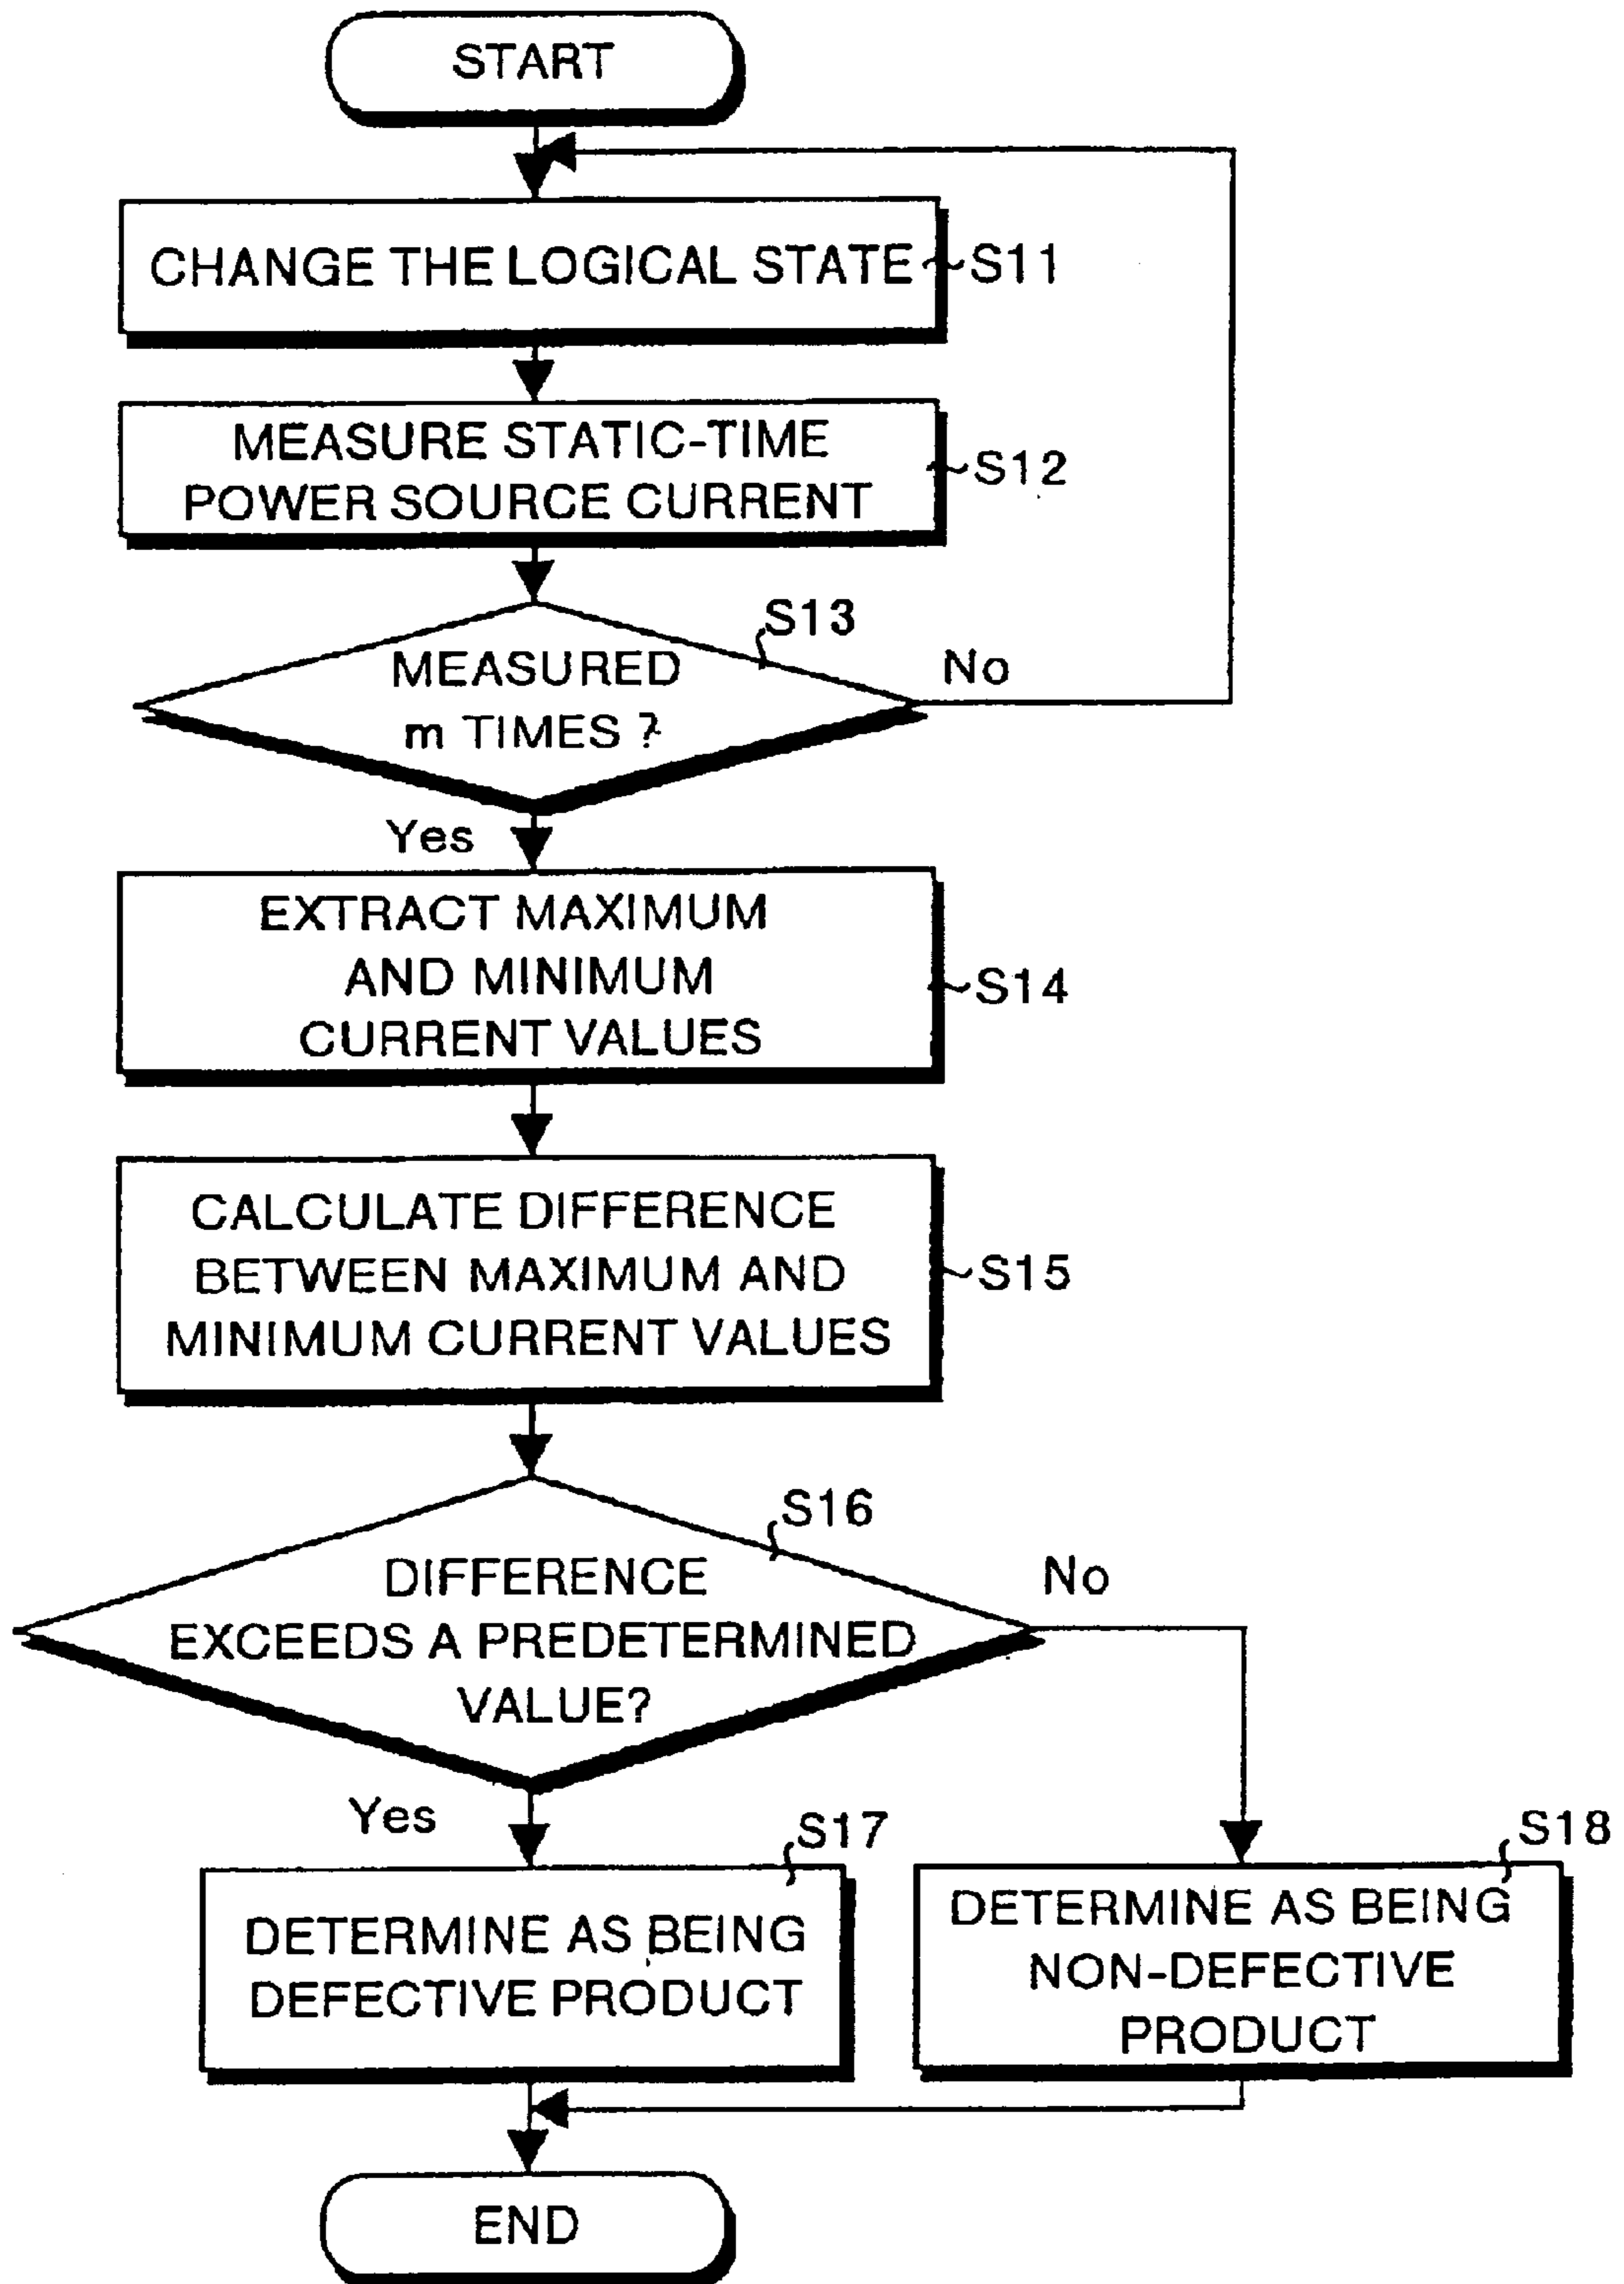 START
CHANGE THE LOGICAL STATE
S11
MEASURE STATIC-TIME
POWER SOURCE CURRENT
S12
S13
MEASURED
m TIMES ?
No
Yes
EXTRACT MAXIMUM
AND MINIMUM
CURRENT VALUES
S14
CALCULATE DIFFERENCE
BETWEEN MAXIMUM AND
MINIMUM CURRENT VALUES
S15
S16
DIFFERENCE
EXCEEDS A PREDETERMINED
VALUE?
No
Yes
S17
DETERMINE AS BEING
DEFECTIVE PRODUCT
S18
DETERMINE AS BEING
NON-DEFECTIVE
PRODUCT
END